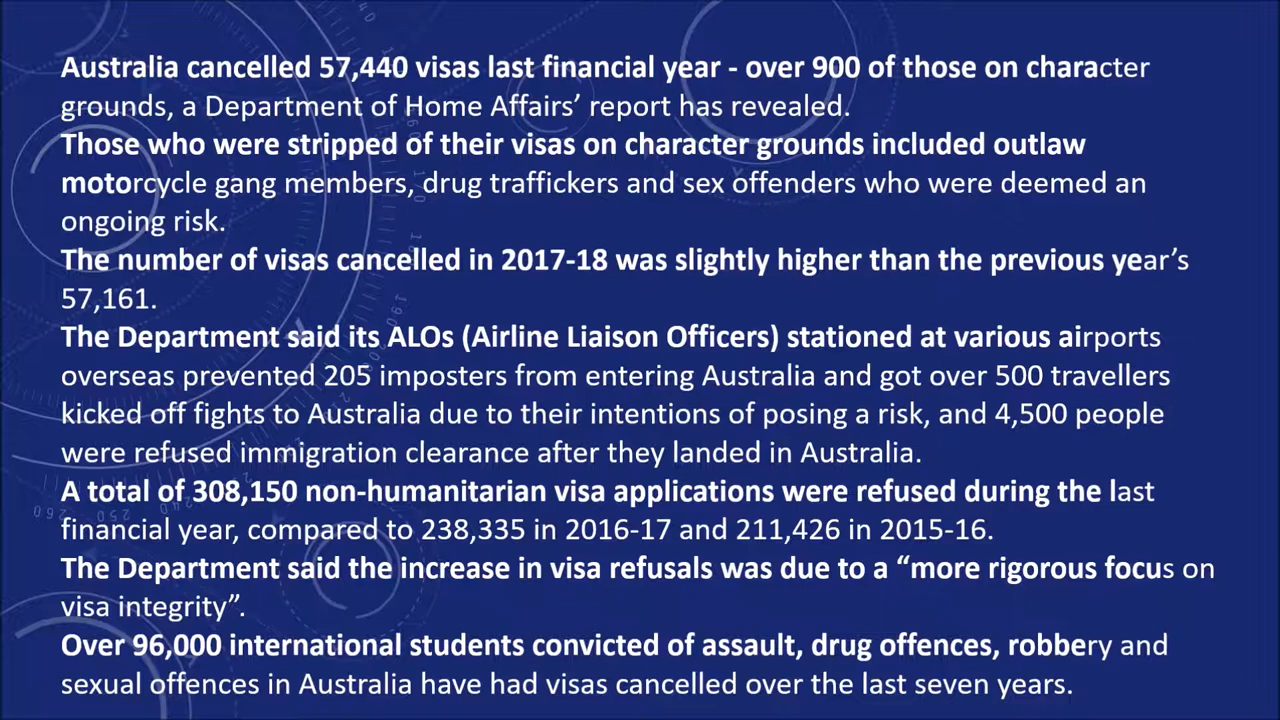 Australia cancelled 57,440 visas last financial year - over 900 of those on character
grounds, a Department of Home Affairs’ report has revealed.
Those who were stripped of their visas on character grounds included outlaw
motorcycle gang members, drug traffickers and sex offenders who were deemed an
ongoing risk.
The number of visas cancelled in 2017-18 was slightly higher than the previous year’s
57,161.
The Department said its ALOs (Airline Liaison Officers) stationed at various airports
overseas prevented 205 imposters from entering Australia and got over 500 travellers
kicked off fights to Australia due to their intentions of posing a risk, and 4,500 people
were refused immigration clearance after they landed in Australia.
A total of 308,150 non-humanitarian visa applications were refused during the last
financial year, compared to 238,335 in 2016-17 and 211,426 in 2015-16.
The Department said the increase in visa refusals was due to a “more rigorous focus on
visa integrity”.
Over 96,000 international students convicted of assault, drug offences, robbery and
sexual offences in Australia have had visas cancelled over the last seven years.